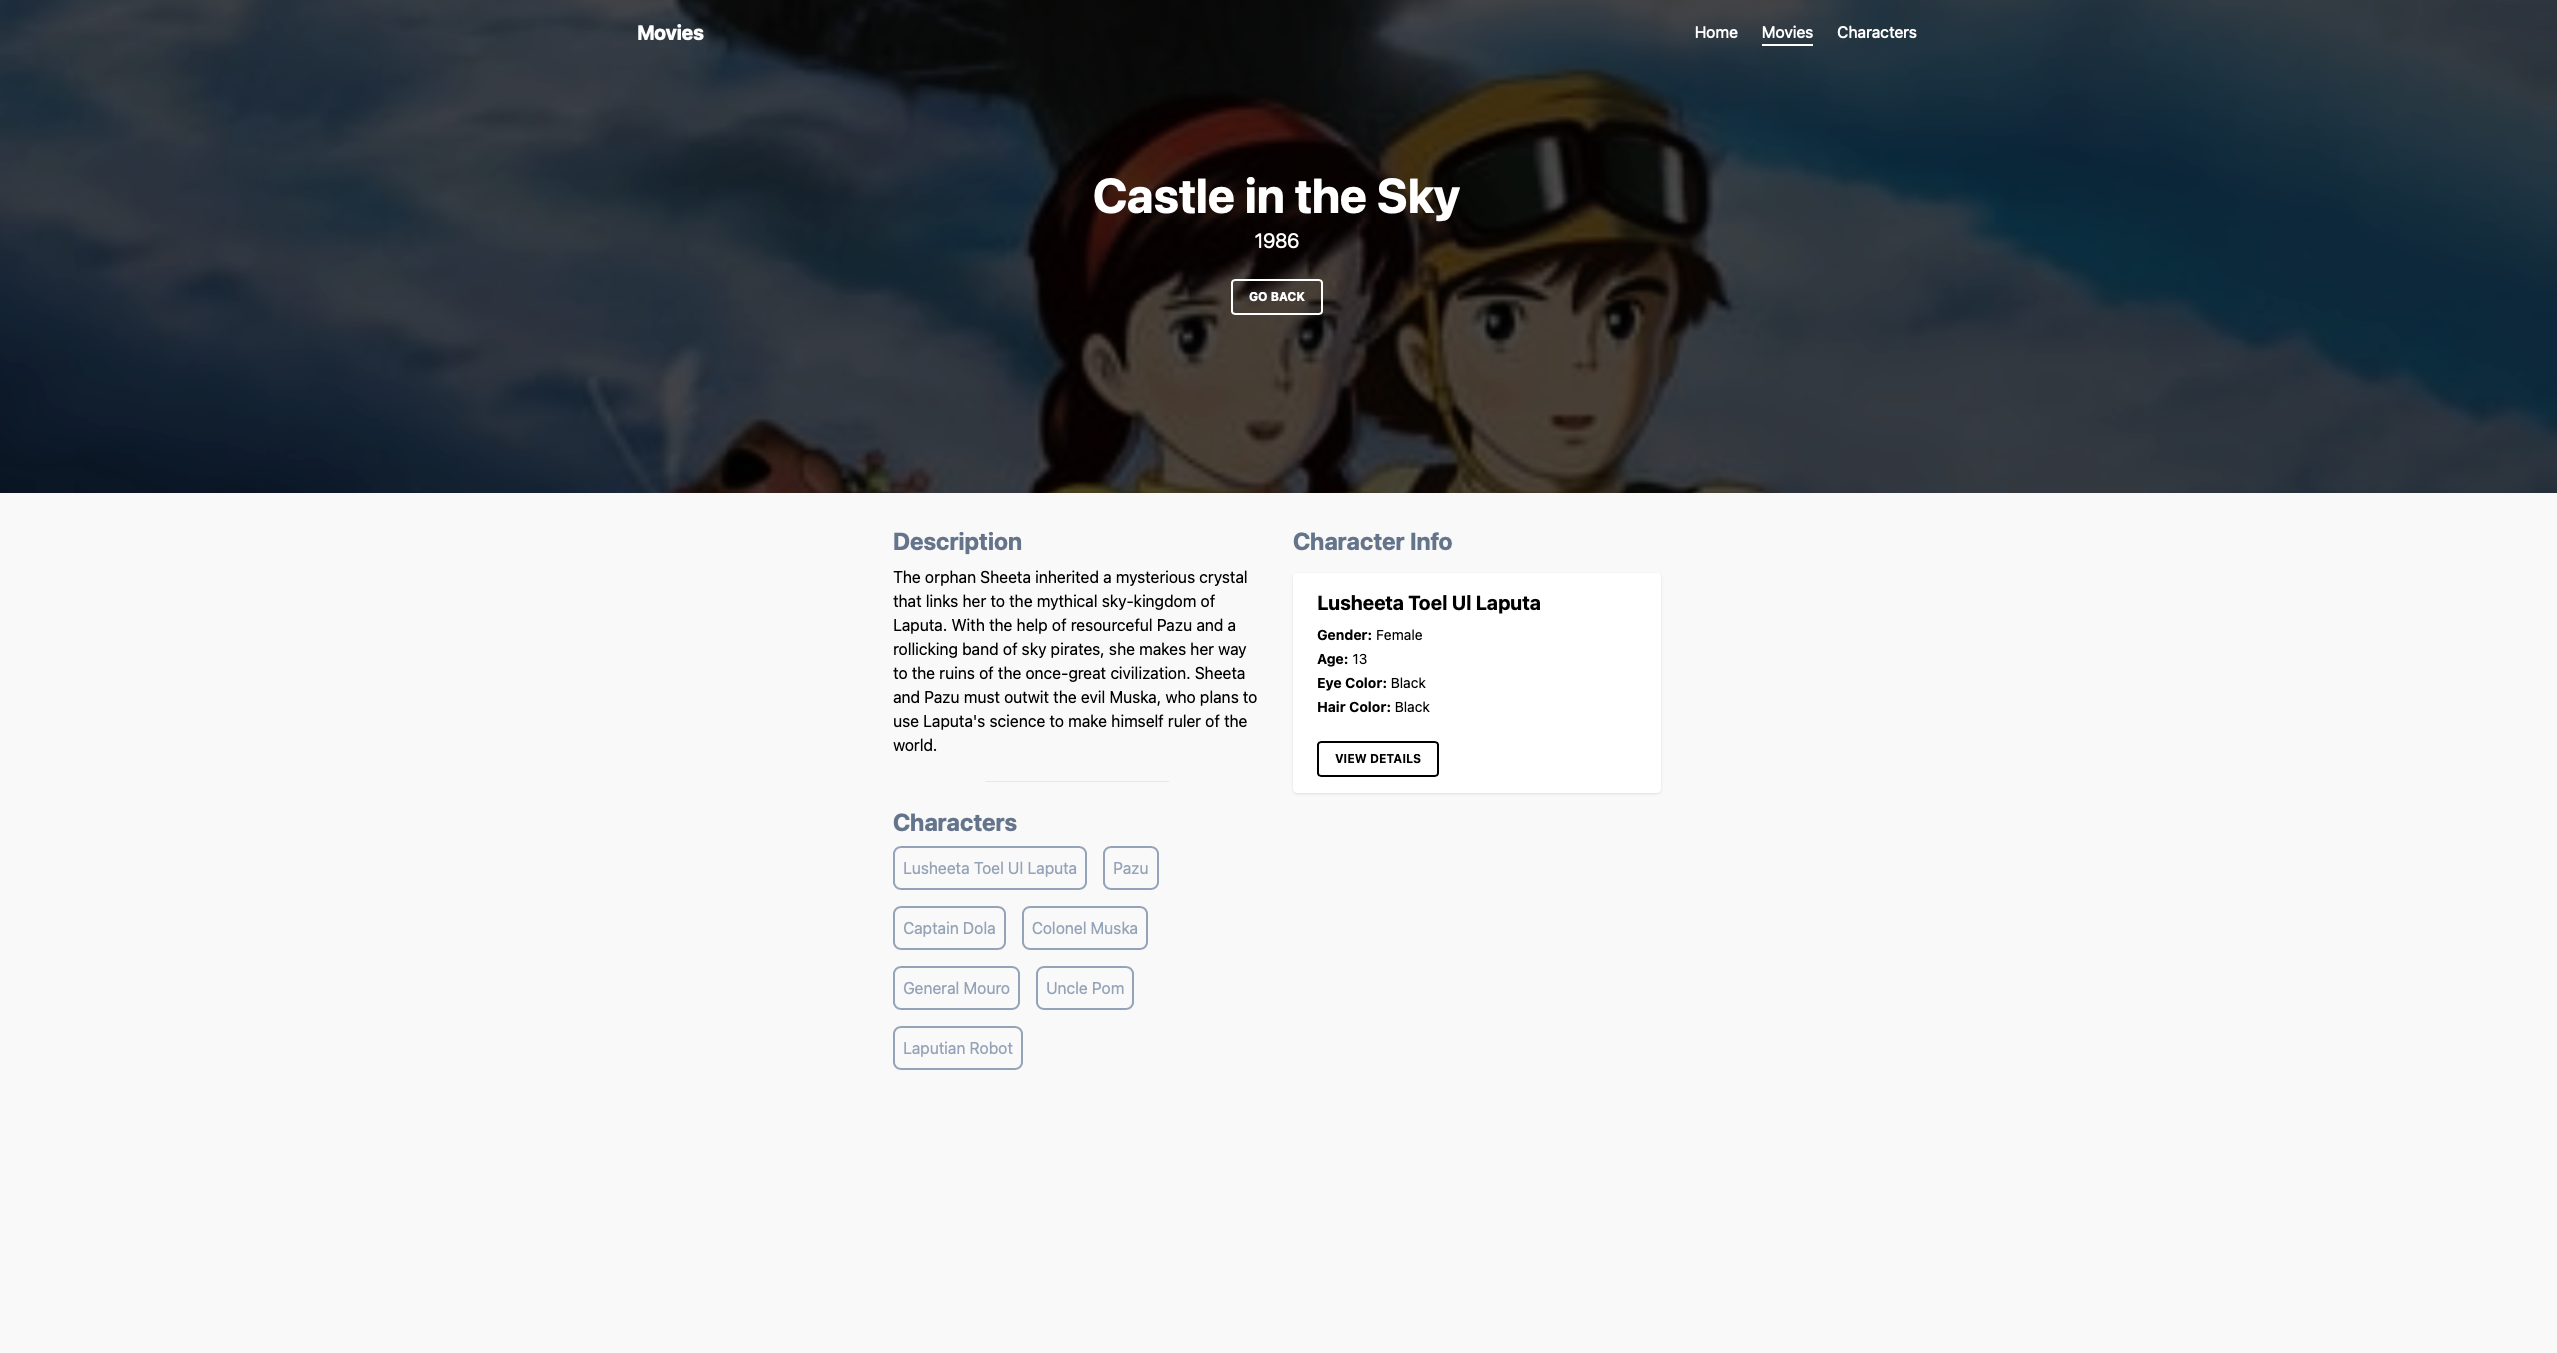 Movies
Home Movies Characters
Castle in the Sky
1986
GO BACK
Description
The orphan Sheeta inherited a mysterious crystal
that links her to the mythical sky-kingdom of
Laputa. With the help of resourceful Pazu and a
rollicking band of sky pirates, she makes her way
to the ruins of the once-great civilization. Sheeta
and Pazu must outwit the evil Muska, who plans to
use Laputa's science to make himself ruler of the
world.
Characters
Lusheeta Toel Ul Laputa
Pazu
Captain Dola
Colonel Muska
General Mouro
Uncle Pom
Laputian Robot
Character Info
Lusheeta Toel Ul Laputa
Gender: Female
Age: 13
Eye Color: Black
Hair Color: Black
VIEW DETAILS